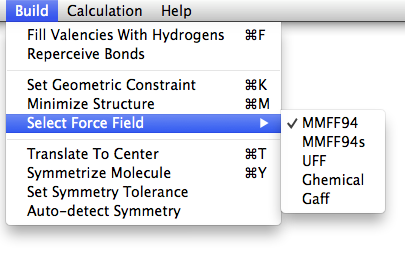 Build Calculation Help
Fill Valencies With Hydrogens ⌘F
Reperceive Bonds
Set Geometric Constraint ⌘K
Minimize Structure ⌘M
Select Force Field ▶
✓ MMFF94
MMFF94s
UFF
Ghemical
Gaff
Translate To Center ⌘T
Symmetrize Molecule ⌘Y
Set Symmetry Tolerance
Auto-detect Symmetry